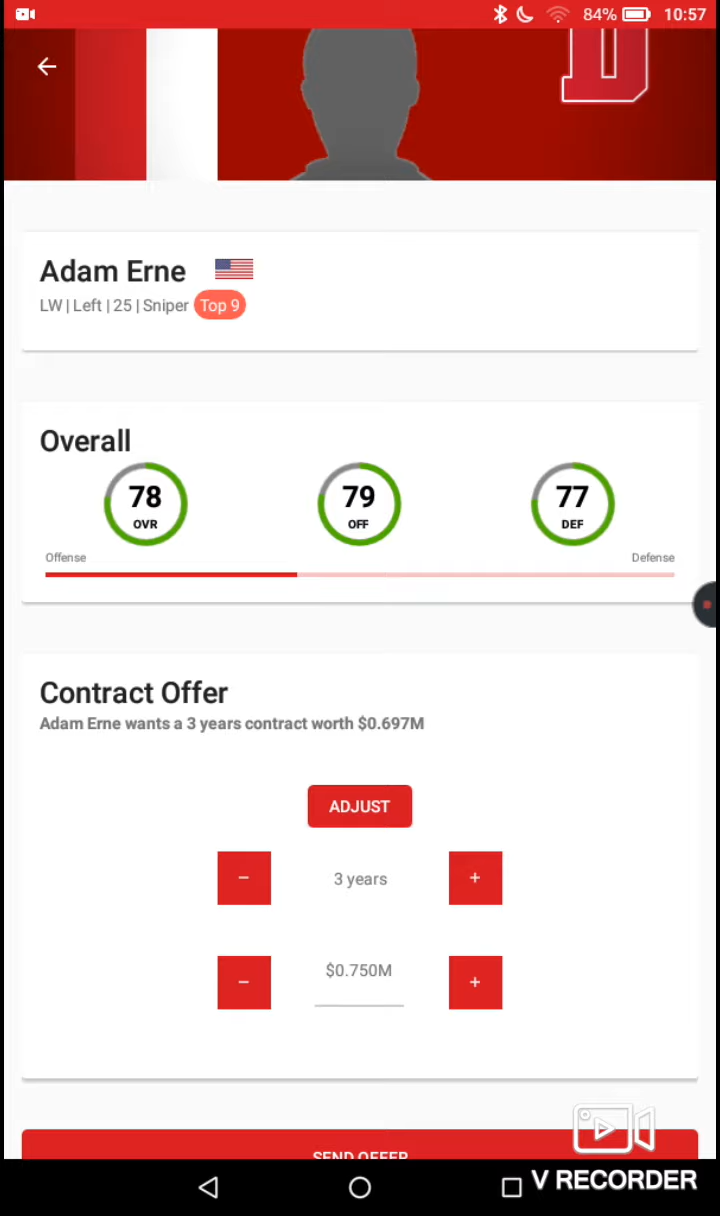 84% 10:57
D
Adam Erne
LW | Left | 25 | Sniper Top 9
Overall
78 79 77
OVR OFF DEF
Offense Defense
Contract Offer
Adam Erne wants a 3 years contract worth $0.697M
ADJUST
− 3 years +
− $0.750M +
SEND OFFER
V RECORDER